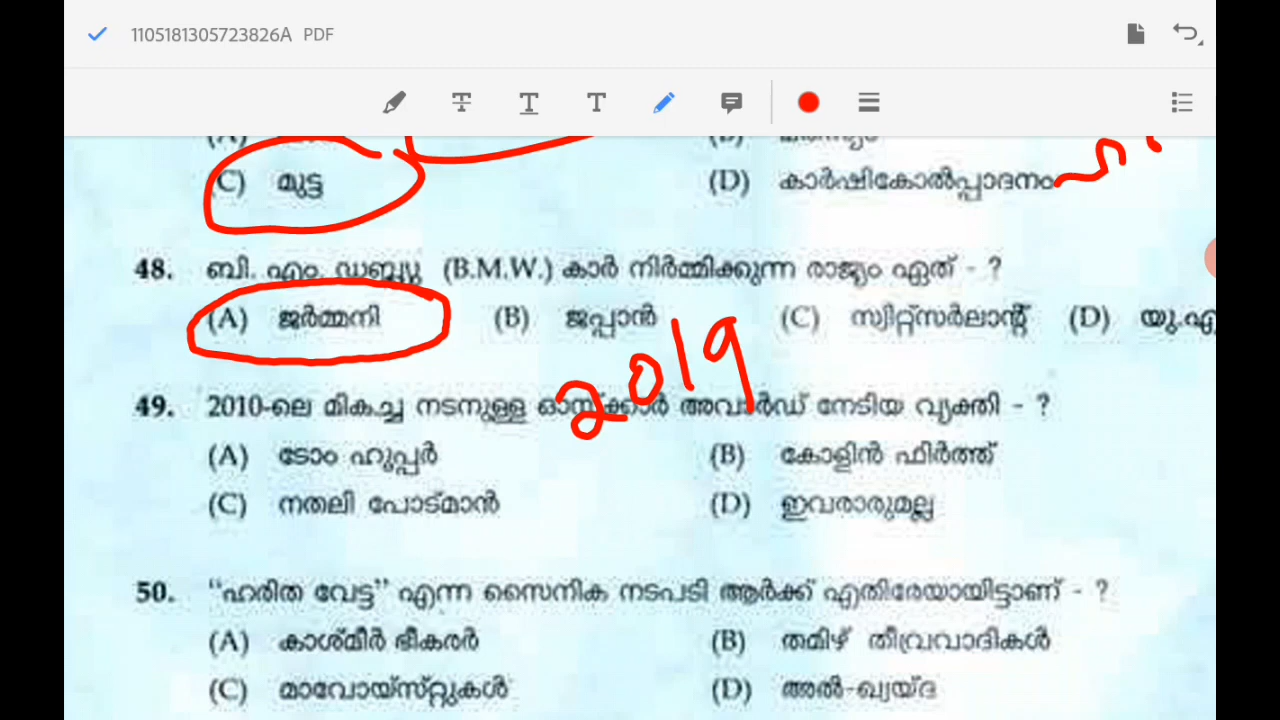 1105181305723826A PDF
(C) മുട്ട (D) കാർഷികോൽപ്പാദനം
48. ബി. എം. ഡബ്ല്യു (B.M.W.) കാർ നിർമ്മിക്കുന്ന രാജ്യം ഏത് - ?
(A) ജർമ്മനി (B) ജപ്പാൻ (C) സ്വിറ്റ്സർലാന്റ് (D) യു.എ
2019
49. 2010-ലെ മികച്ച നടനുള്ള ഓസ്ക്കാർ അവാർഡ് നേടിയ വ്യക്തി - ?
(A) ടോം ഹൂപ്പർ (B) കോളിൻ ഫിർത്ത്
(C) നതലി പോട്മാൻ (D) ഇവരാരുമല്ല
50. “ഹരിത വേട്ട” എന്ന സൈനിക നടപടി ആർക്ക് എതിരേയായിട്ടാണ് - ?
(A) കാശ്മീർ ഭീകരർ (B) തമിഴ് തീവ്രവാദികൾ
(C) മാവോയ്സ്റ്റുകൾ (D) അൽ-ഖ്വയ്ദ